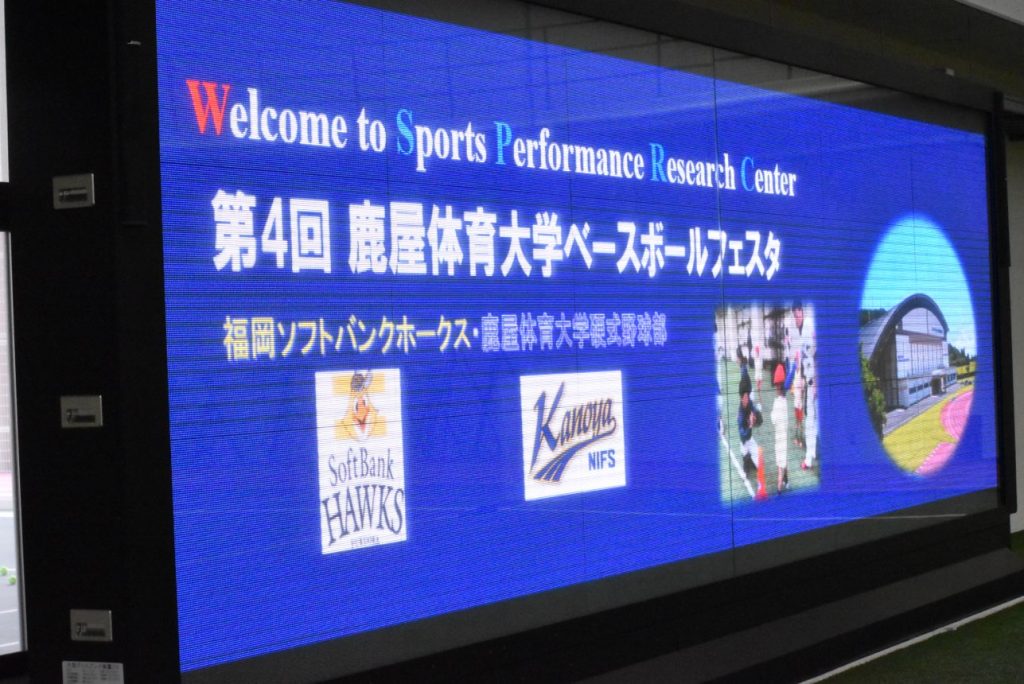 Welcome to Sports Performance Research Center
第4回 鹿屋体育大学ベースボールフェスタ
福岡ソフトバンクホークス・鹿屋体育大学硬式野球部
SoftBank
HAWKS
Kanoya
NIFS